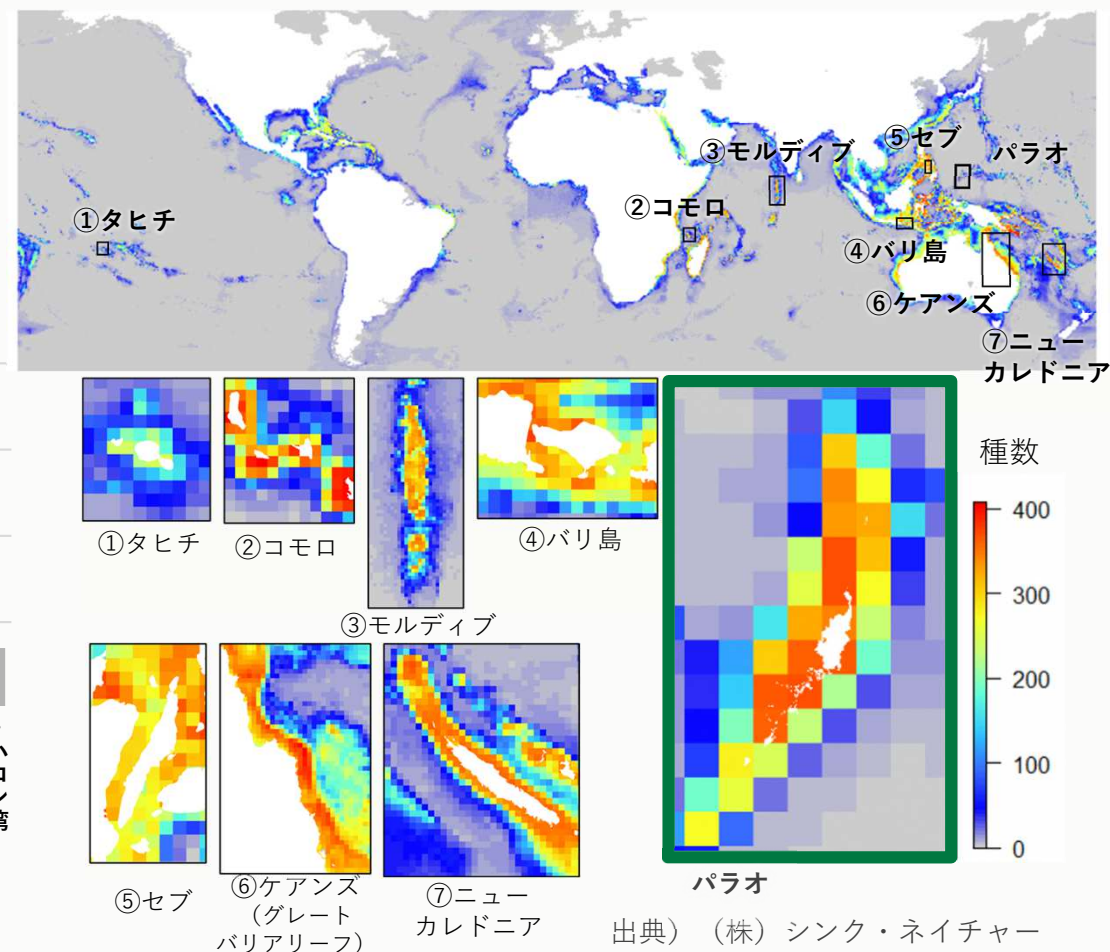 ⑤セブ
パラオ
③モルディブ
②コモロ
①タヒチ
④バリ島
⑥ケアンズ
⑦ニュー
カレドニア
種数
400
300
200
100
0
①タヒチ
②コモロ
③モルディブ
④バリ島
⑤セブ
⑥ケアンズ
(グレート
バリアリーフ)
⑦ニュー
カレドニア
パラオ
出典)(株)シンク・ネイチャー